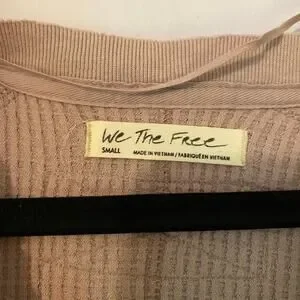 We The Free
SMALL MADE IN VIETNAM / FABRIQUÉ EN VIETNAM